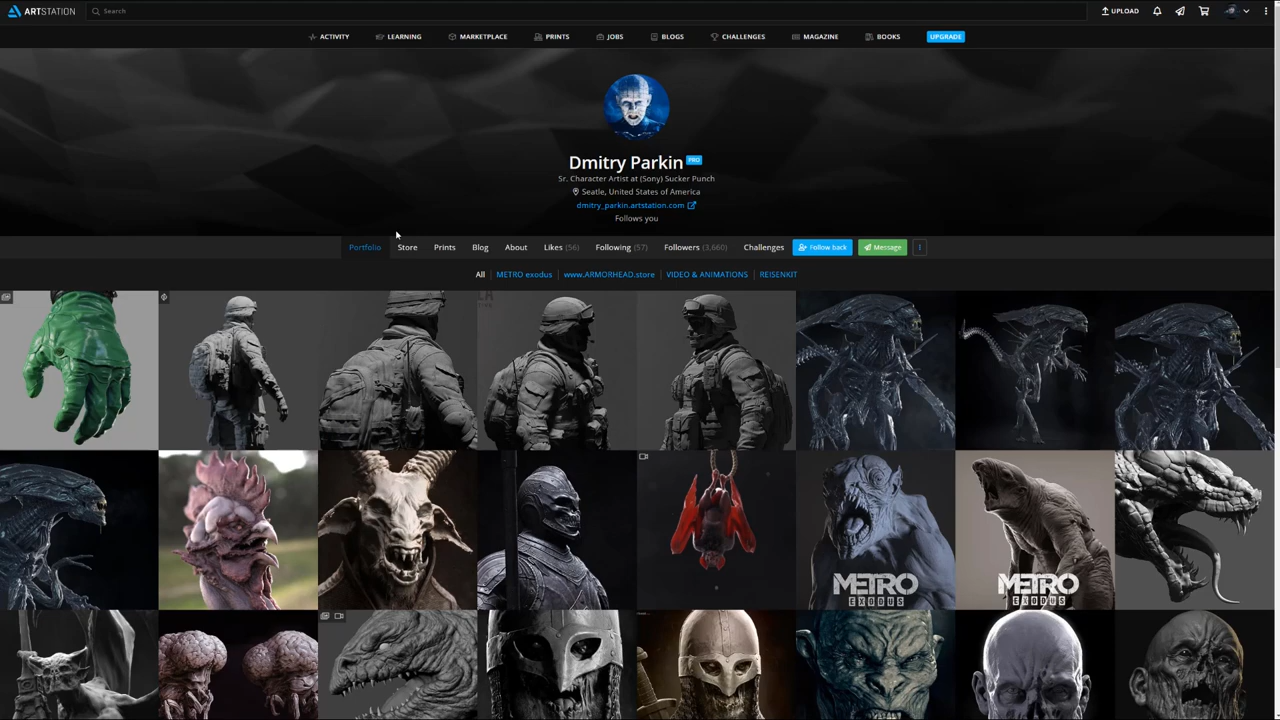 ARTSTATION
Search
UPLOAD
ACTIVITY
LEARNING
MARKETPLACE
PRINTS
JOBS
BLOGS
CHALLENGES
MAGAZINE
BOOKS
UPGRADE
Dmitry Parkin PRO
Sr. Character Artist at (Sony) Sucker Punch
Seatle, United States of America
dmitry_parkin.artstation.com
Follows you
Portfolio
Store
Prints
Blog
About
Likes (56)
Following (57)
Followers (3,660)
Challenges
Follow back
Message
All
METRO exodus
www.ARMORHEAD.store
VIDEO & ANIMATIONS
REISENKIT
METRO
EXODUS
METRO
EXODUS